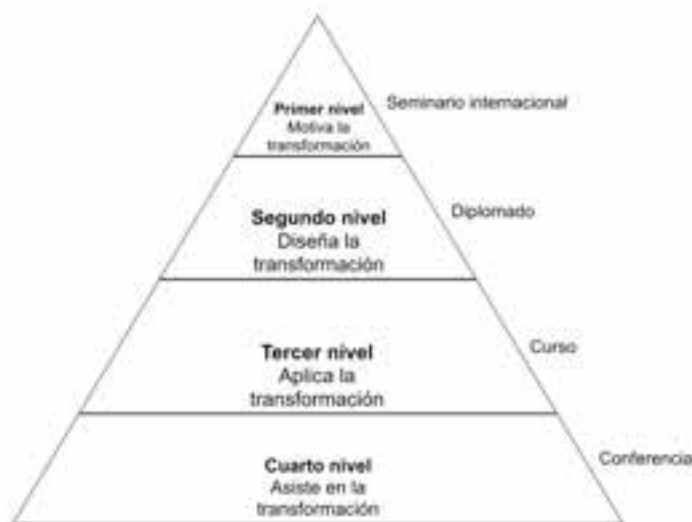 Seminario internacional
Primer nivel
Motiva la
transformación
Diplomado
Segundo nivel
Diseña la
transformación
Curso
Tercer nivel
Aplica la
transformación
Conferencia
Cuarto nivel
Asiste en la
transformación